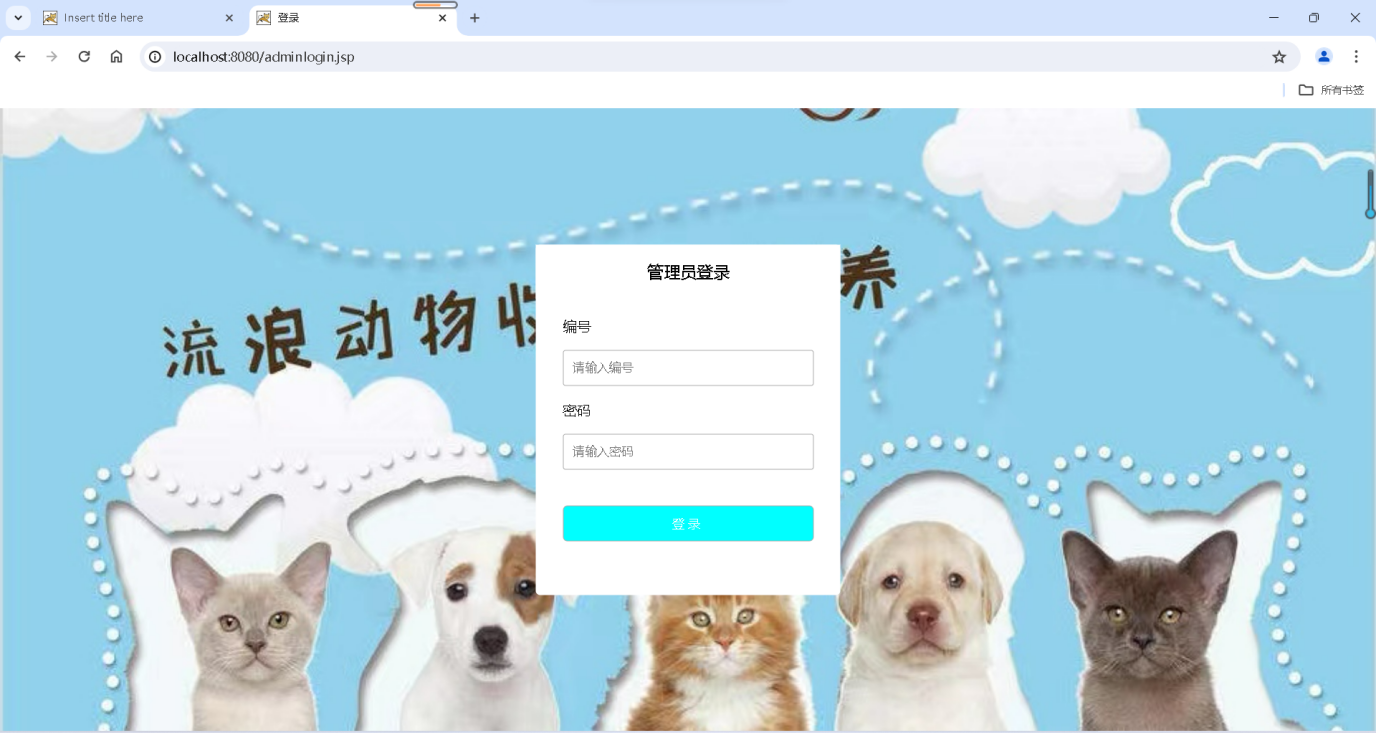 Insert title here
登录
localhost:8080/adminlogin.jsp
所有书签
流浪动物收
养
管理员登录
编号
请输入编号
密码
请输入密码
登 录